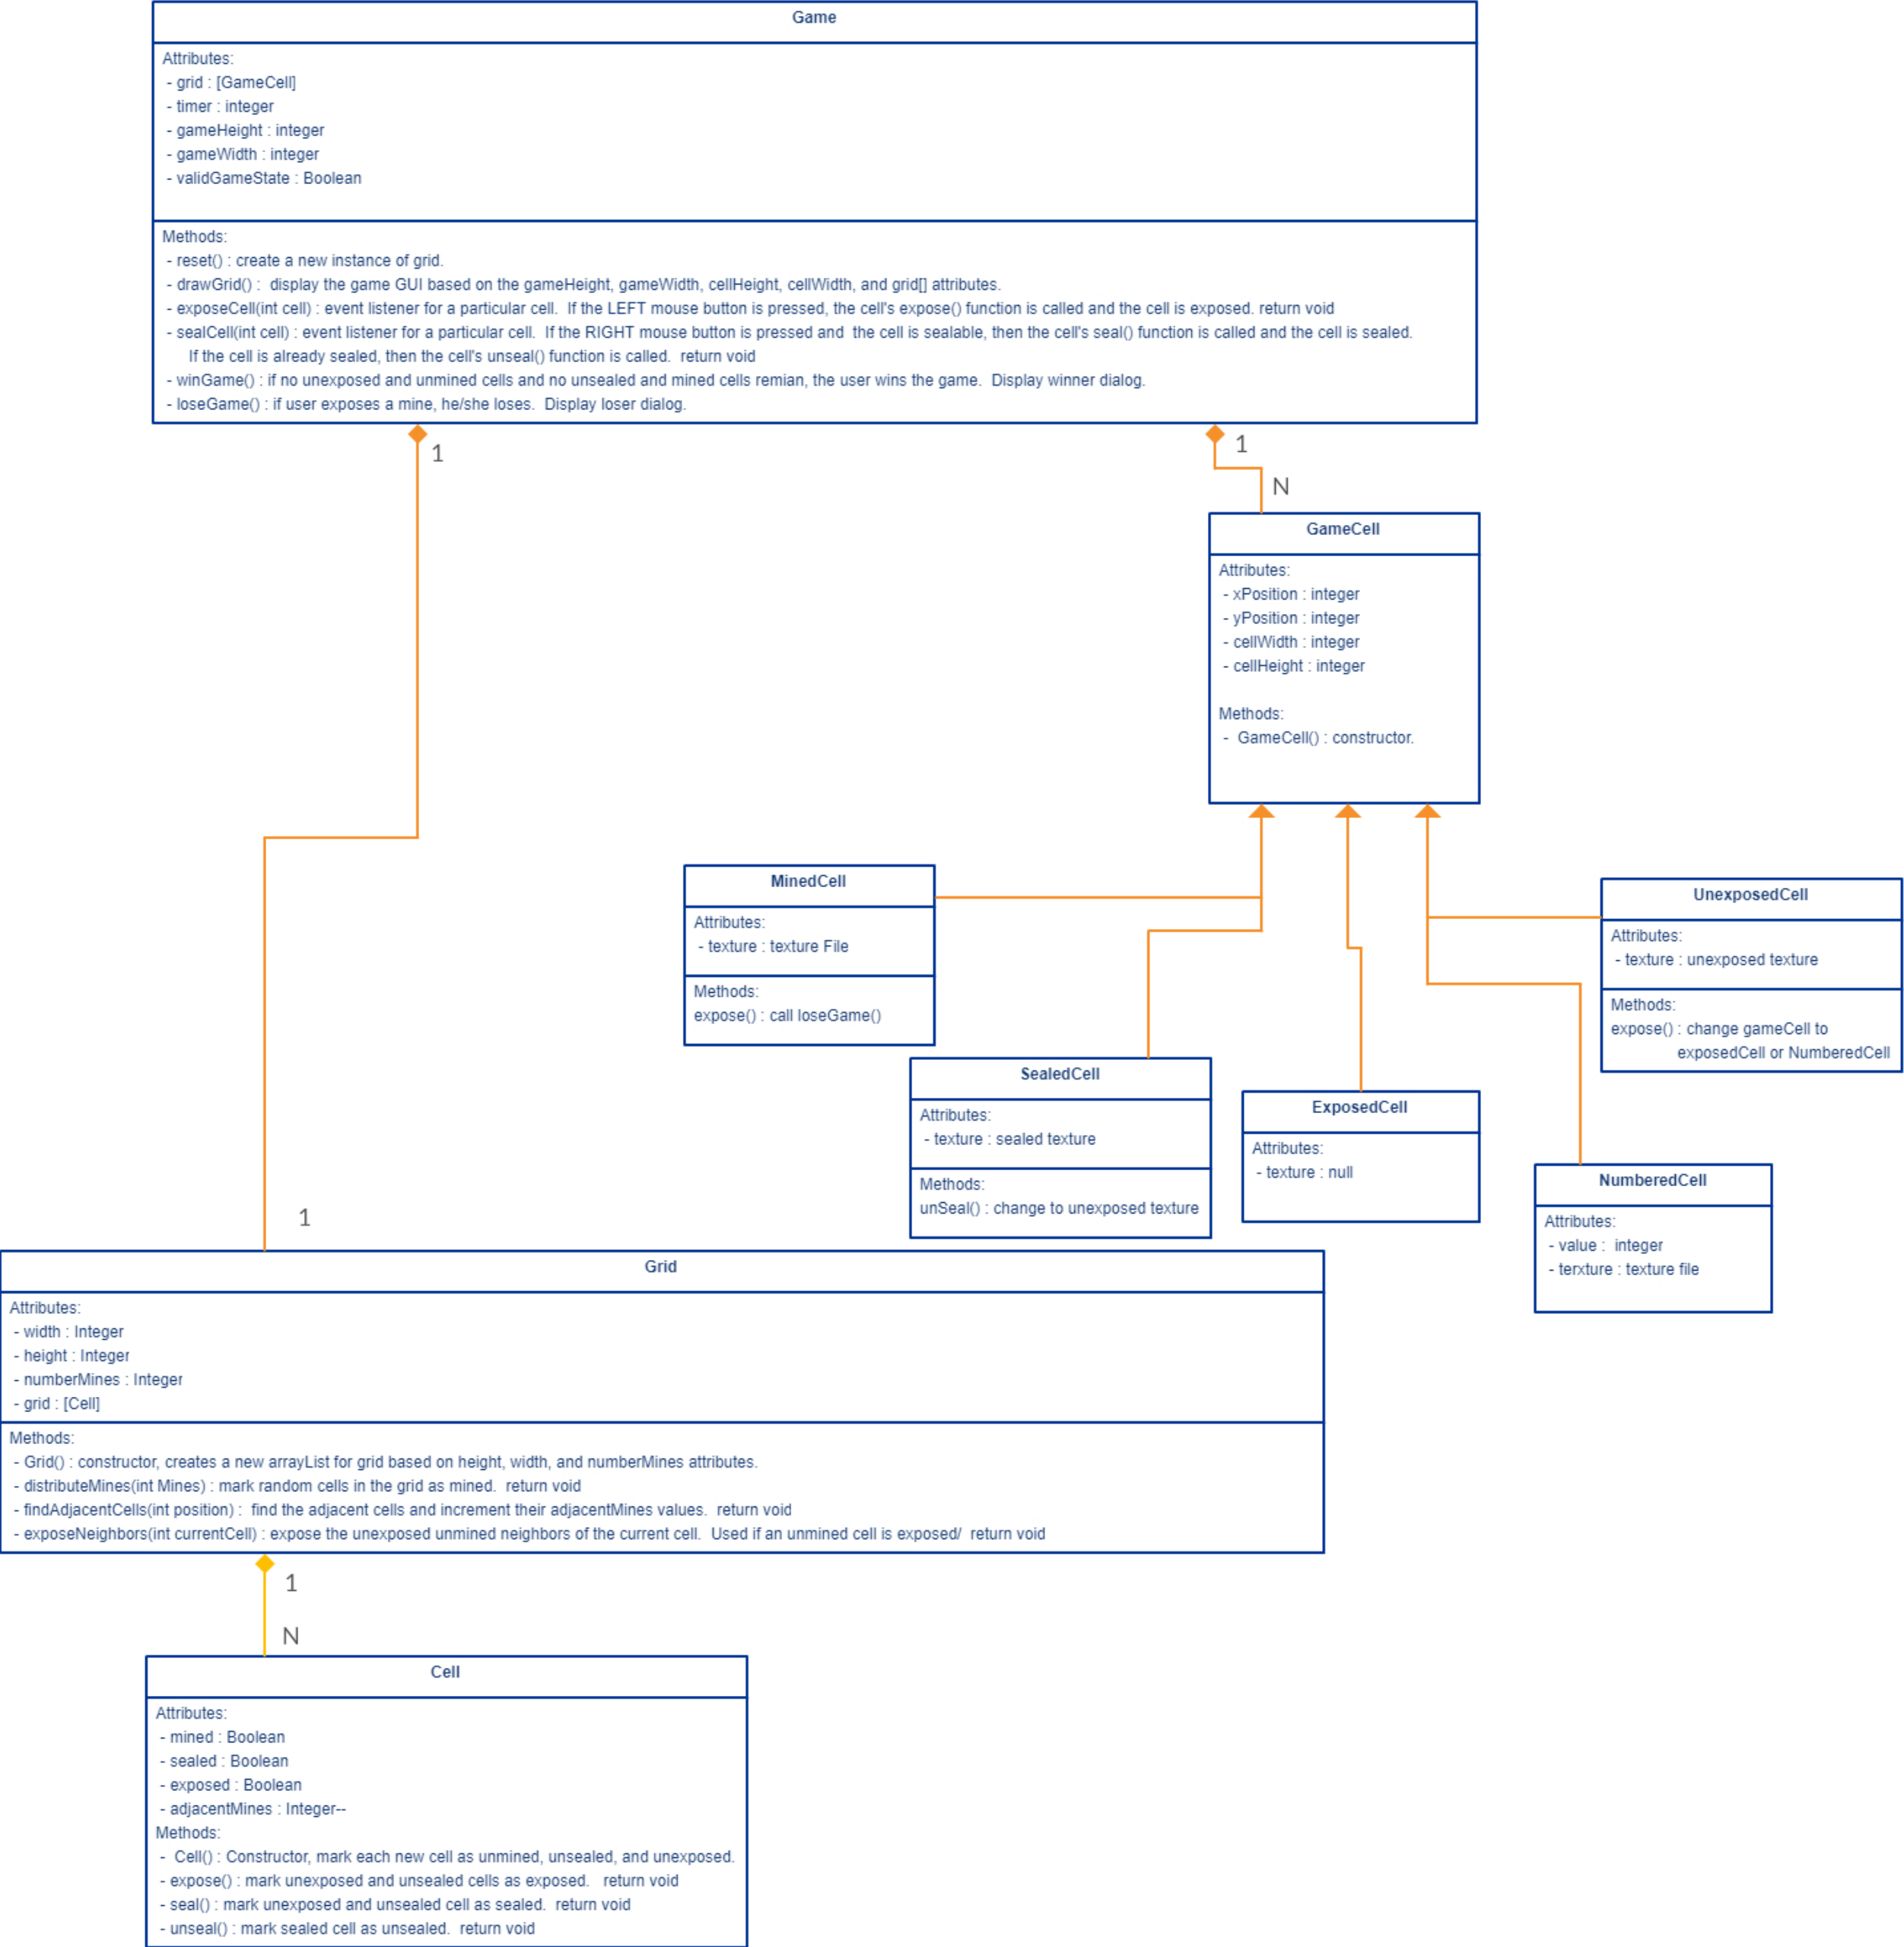 Game
Attributes:
- grid : [GameCell]
- timer : integer
- gameHeight : integer
- gameWidth : integer
- validGameState : Boolean
Methods:
- reset() : create a new instance of grid.
- drawGrid() :  display the game GUI based on the gameHeight, gameWidth, cellHeight, cellWidth, and grid[] attributes.
- exposeCell(int cell) : event listener for a particular cell.  If the LEFT mouse button is pressed, the cell's expose() function is called and the cell is exposed. return void
- sealCell(int cell) : event listener for a particular cell.  If the RIGHT mouse button is pressed and  the cell is sealable, then the cell's seal() function is called and the cell is sealed.
If the cell is already sealed, then the cell's unseal() function is called.  return void
- winGame() : if no unexposed and unmined cells and no unsealed and mined cells remian, the user wins the game.  Display winner dialog.
- loseGame() : if user exposes a mine, he/she loses.  Display loser dialog.
1
1
N
GameCell
Attributes:
- xPosition : integer
- yPosition : integer
- cellWidth : integer
- cellHeight : integer
Methods:
-  GameCell() : constructor.
MinedCell
Attributes:
- texture : texture File
Methods:
expose() : call loseGame()
UnexposedCell
Attributes:
- texture : unexposed texture
Methods:
expose() : change gameCell to
exposedCell or NumberedCell
SealedCell
Attributes:
- texture : sealed texture
Methods:
unSeal() : change to unexposed texture
ExposedCell
Attributes:
- texture : null
NumberedCell
Attributes:
- value :  integer
- terxture : texture file
1
Grid
Attributes:
- width : Integer
- height : Integer
- numberMines : Integer
- grid : [Cell]
Methods:
- Grid() : constructor, creates a new arrayList for grid based on height, width, and numberMines attributes.
- distributeMines(int Mines) : mark random cells in the grid as mined.  return void
- findAdjacentCells(int position) :  find the adjacent cells and increment their adjacentMines values.  return void
- exposeNeighbors(int currentCell) : expose the unexposed unmined neighbors of the current cell.  Used if an unmined cell is exposed/  return void
1
N
Cell
Attributes:
- mined : Boolean
- sealed : Boolean
- exposed : Boolean
- adjacentMines : Integer--
Methods:
-  Cell() : Constructor, mark each new cell as unmined, unsealed, and unexposed.
- expose() : mark unexposed and unsealed cells as exposed.   return void
- seal() : mark unexposed and unsealed cell as sealed.  return void
- unseal() : mark sealed cell as unsealed.  return void